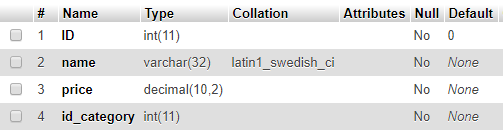 # Name Type Collation Attributes Null Default
1 ID int(11) No 0
2 name varchar(32) latin1_swedish_ci No None
3 price decimal(10,2) No None
4 id_category int(11) No None